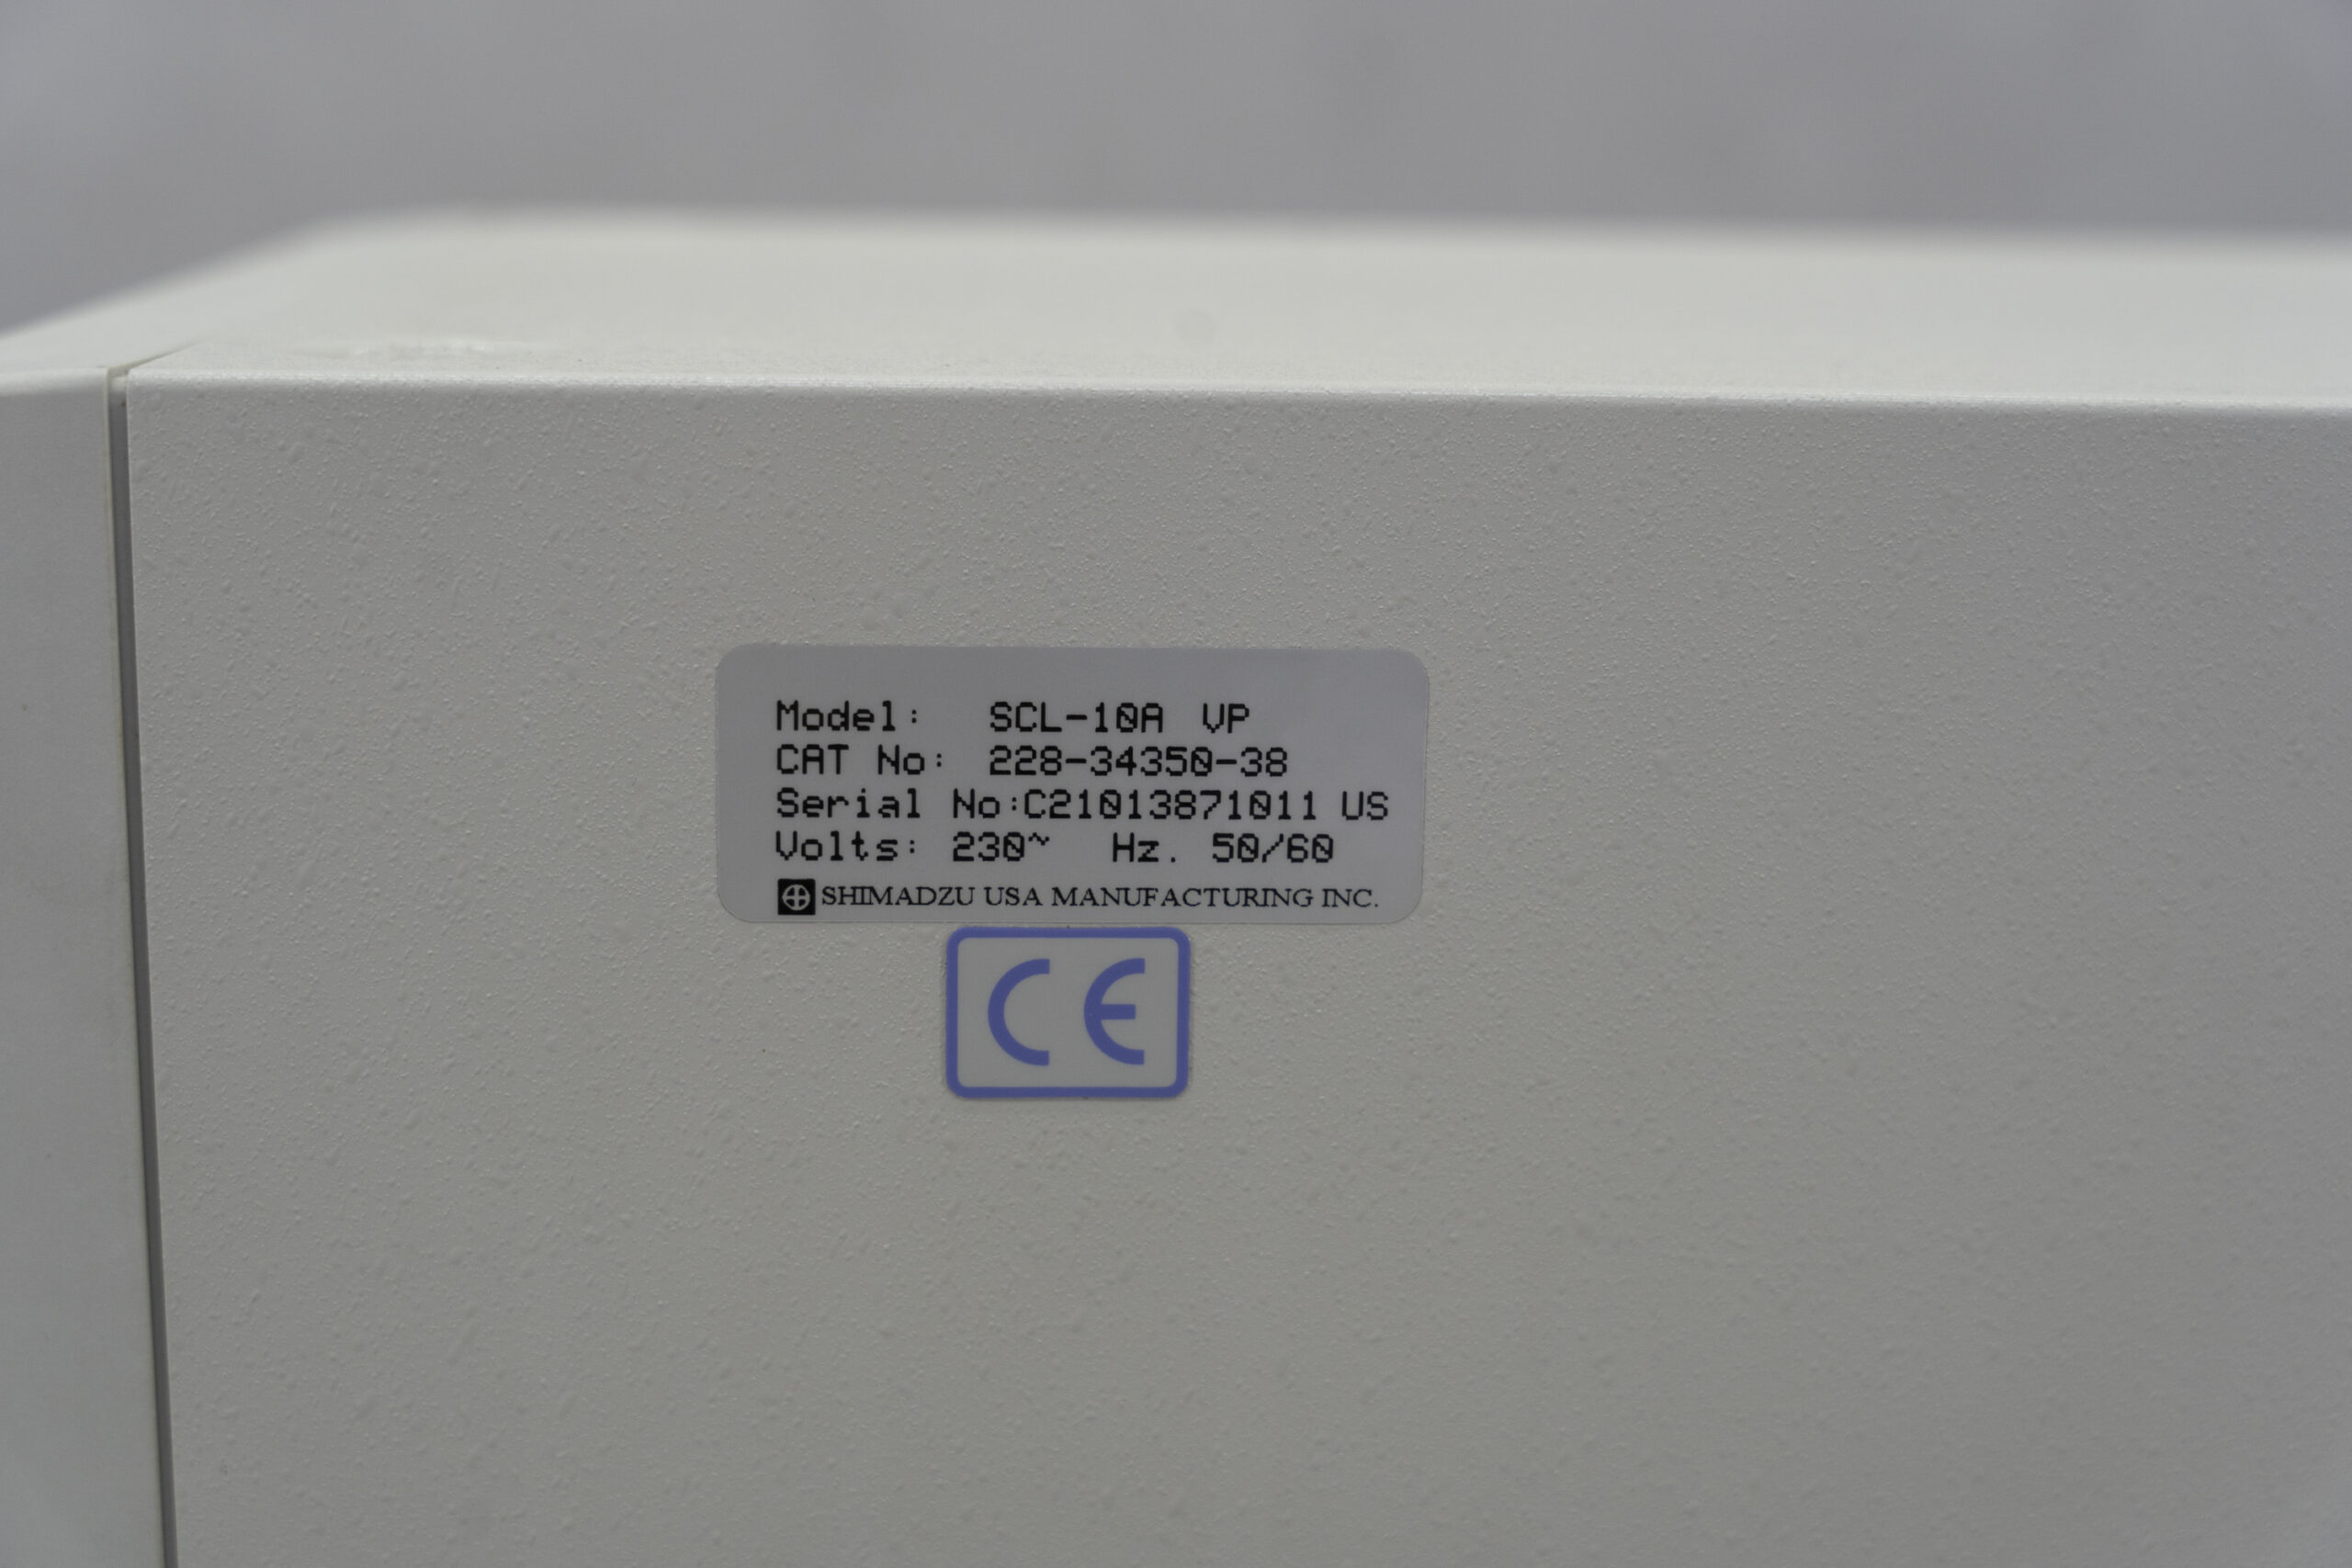 Model: SCL-10A VP
CAT No: 228-34350-38
Serial No:C21013871011 US
Volts: 230~ Hz. 50/60
SHIMADZU USA MANUFACTURING INC.
CE